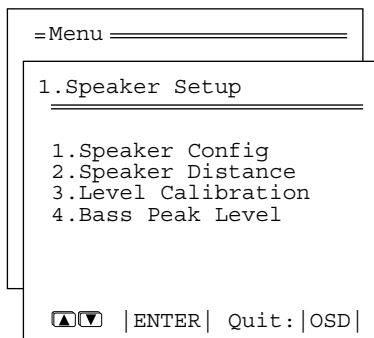 Menu
1.Speaker Setup
1.Speaker Config
2.Speaker Distance
3.Level Calibration
4.Bass Peak Level
▲▼ |ENTER| Quit:|OSD|